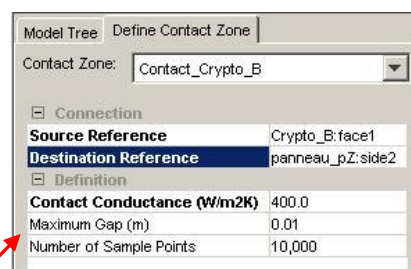 Model Tree Define Contact Zone
Contact Zone: Contact_Crypto_B
Connection
Source Reference Crypto_B:face1
Destination Reference panneau_pZ:side2
Definition
Contact Conductance (W/m2K) 400.0
Maximum Gap (m) 0.01
Number of Sample Points 10,000